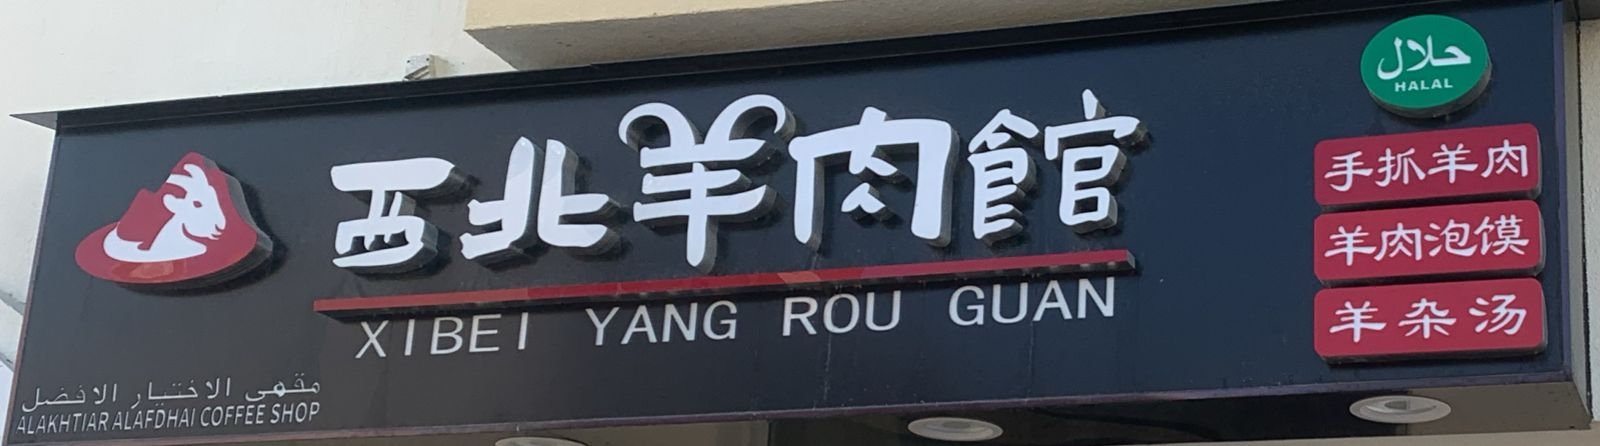 西北羊肉館
XIBEI YANG ROU GUAN
مقهى الاختيار الافضل
ALAKHTIAR ALAFDHAI COFFEE SHOP
حلال
HALAL
手抓羊肉
羊肉泡馍
羊杂汤